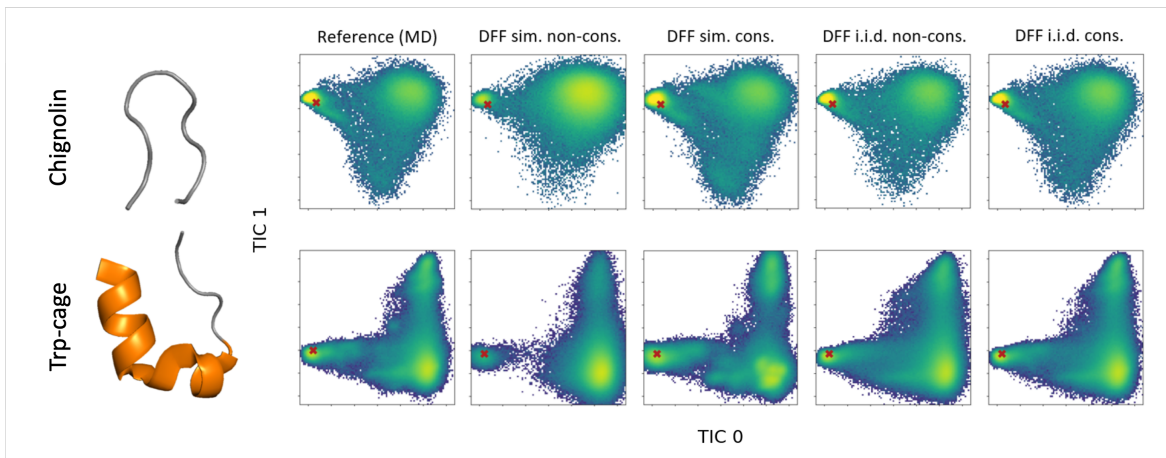 Reference (MD)
DFF sim. non-cons.
DFF sim. cons.
DFF i.i.d. non-cons.
DFF i.i.d. cons.
Chignolin
TIC 1
Trp-cage
TIC 0